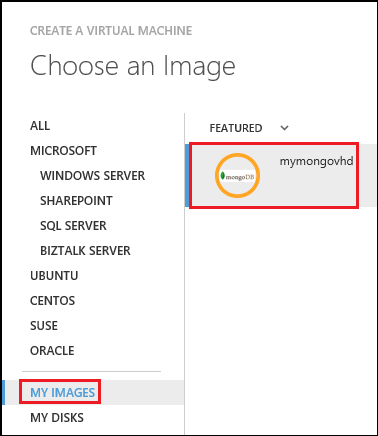 CREATE A VIRTUAL MACHINE
Choose an Image
ALL
MICROSOFT
WINDOWS SERVER
SHAREPOINT
SQL SERVER
BIZTALK SERVER
UBUNTU
CENTOS
SUSE
ORACLE
MY IMAGES
MY DISKS
FEATURED
mymongovhd
mongoDB